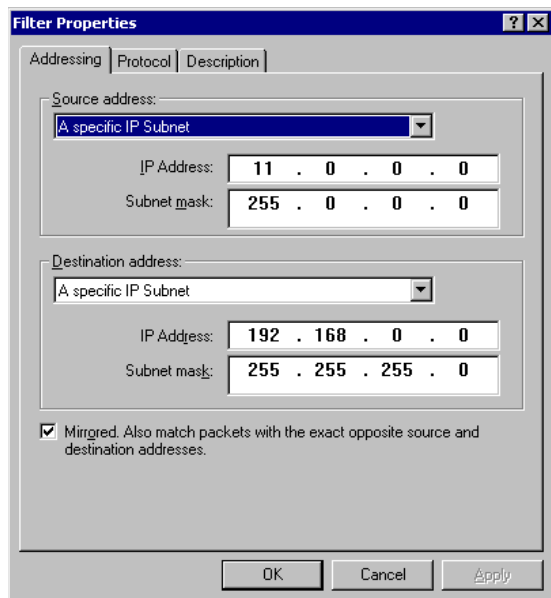 Filter Properties
Addressing Protocol Description
Source address:
A specific IP Subnet
IP Address: 11 . 0 . 0 . 0
Subnet mask: 255 . 0 . 0 . 0
Destination address:
A specific IP Subnet
IP Address: 192 . 168 . 0 . 0
Subnet mask: 255 . 255 . 255 . 0
Mirrored. Also match packets with the exact opposite source and
destination addresses.
OK Cancel Apply